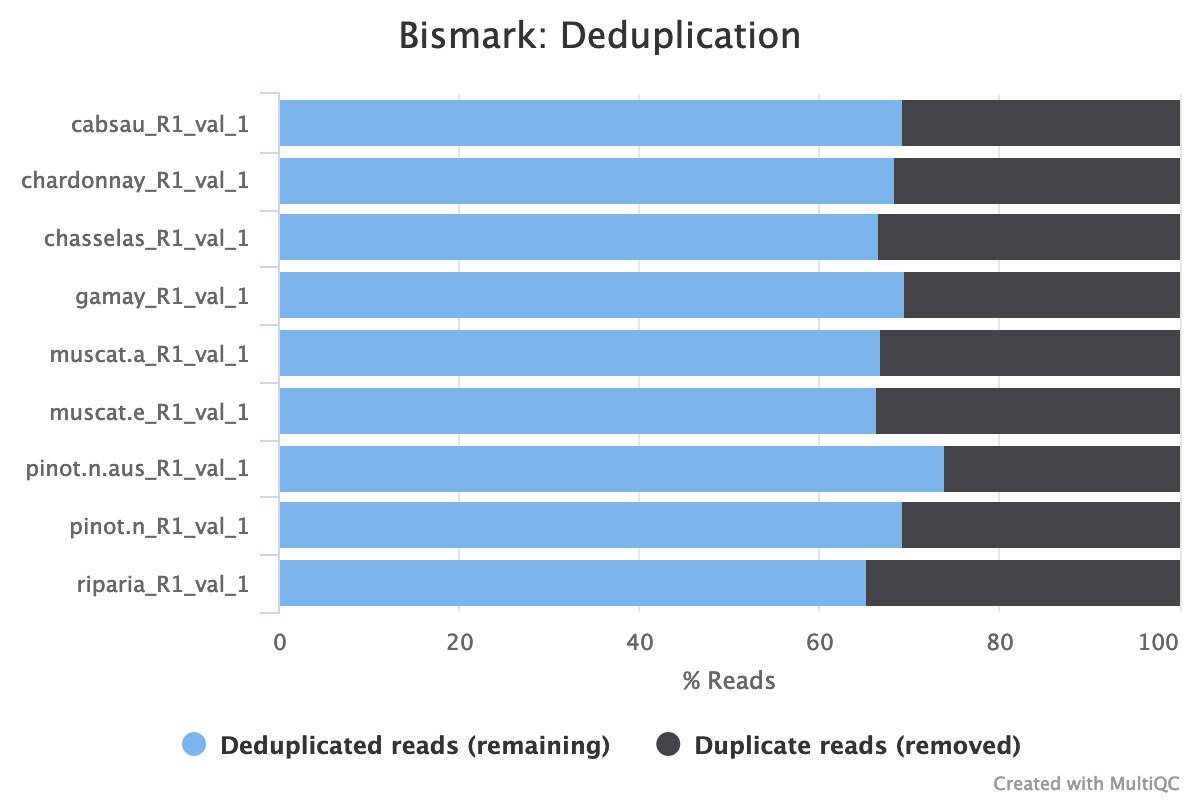 Bismark: Deduplication
cabsau_R1_val_1
chardonnay_R1_val_1
chasselas_R1_val_1
gamay_R1_val_1
muscat.a_R1_val_1
muscat.e_R1_val_1
pinot.n.aus_R1_val_1
pinot.n_R1_val_1
riparia_R1_val_1
0 20 40 60 80 100
% Reads
Deduplicated reads (remaining) Duplicate reads (removed)
Created with MultiQC